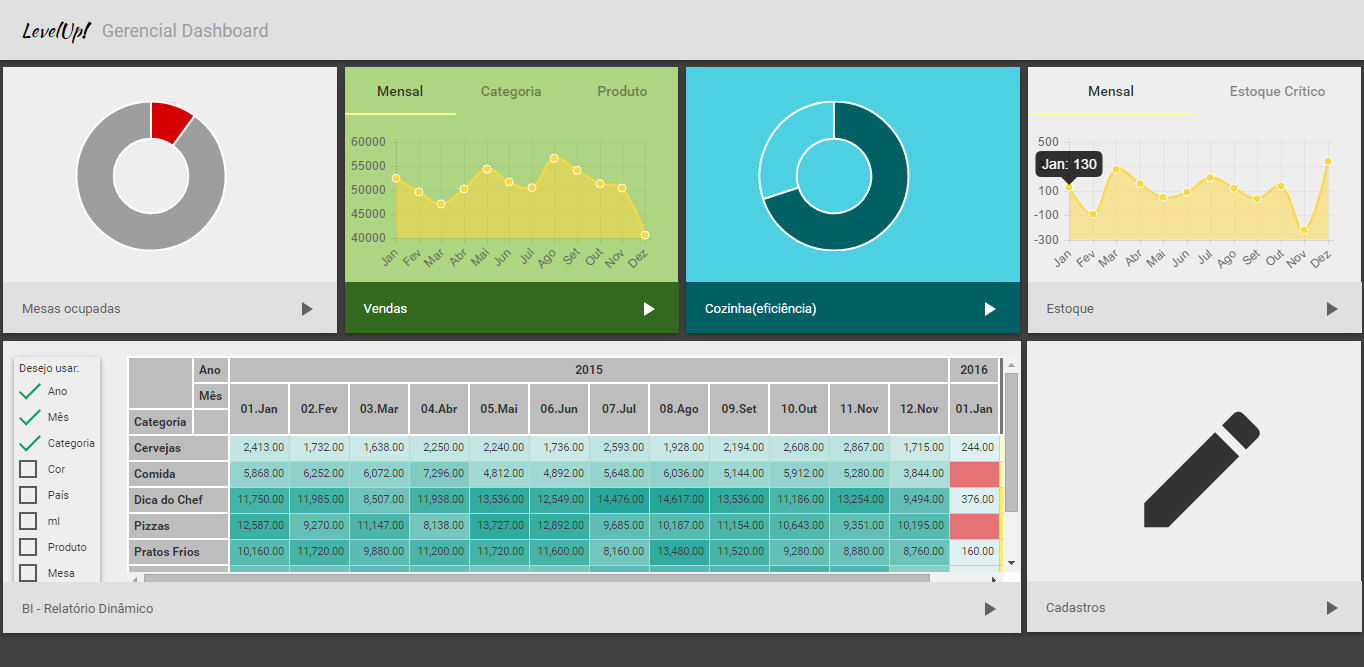 LevelUp! Gerencial Dashboard
Mesas ocupadas
Mensal Categoria Produto
60000
55000
50000
45000
40000
Jan Fev Mar Abr Mai Jun Jul Ago Set Out Nov Dez
Vendas
Cozinha(eficiência)
Mensal Estoque Crítico
500
Jan: 130
100
-100
-300
Jan Fev Mar Abr Mai Jun Jul Ago Set Out Nov Dez
Estoque
Desejo usar:
Ano
Mês
Categoria
Cor
País
ml
Produto
Mesa
Ano 2015 2016
Mês 01.Jan 02.Fev 03.Mar 04.Abr 05.Mai 06.Jun 07.Jul 08.Ago 09.Set 10.Out 11.Nov 12.Nov 01.Jan
Categoria
Cervejas 2,413.00 1,732.00 1,638.00 2,250.00 2,240.00 1,736.00 2,593.00 1,928.00 2,194.00 2,608.00 2,867.00 1,715.00 244.00
Comida 5,868.00 6,252.00 6,072.00 7,296.00 4,812.00 4,892.00 5,648.00 6,036.00 5,144.00 5,912.00 5,280.00 3,844.00
Dica do Chef 11,750.00 11,985.00 8,507.00 11,938.00 13,536.00 12,549.00 14,476.00 14,617.00 13,536.00 11,186.00 13,254.00 9,494.00 376.00
Pizzas 12,587.00 9,270.00 11,147.00 8,138.00 13,727.00 12,892.00 9,685.00 10,187.00 11,154.00 10,643.00 9,351.00 10,195.00
Pratos Frios 10,160.00 11,720.00 9,880.00 11,200.00 11,720.00 11,600.00 8,160.00 13,480.00 11,520.00 9,280.00 8,880.00 8,760.00 160.00
BI - Relatório Dinâmico
Cadastros